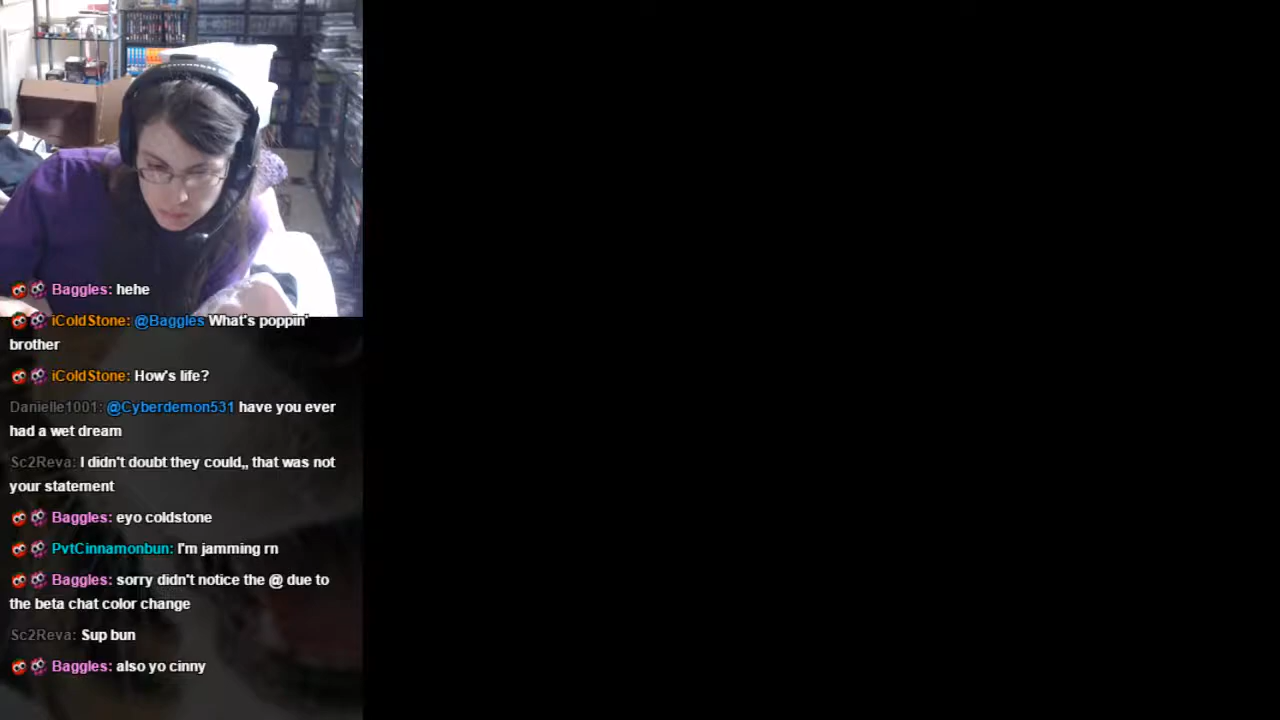 Baggles: hehe
iColdStone: @Baggles What's poppin'
brother
iColdStone: How's life?
Danielle1001: @Cyberdemon531 have you ever
had a wet dream
Sc2Reva: I didn't doubt they could,, that was not
your statement
Baggles: eyo coldstone
PvtCinnamonbun: I'm jamming rn
Baggles: sorry didn't notice the @ due to
the beta chat color change
Sc2Reva: Sup bun
Baggles: also yo cinny